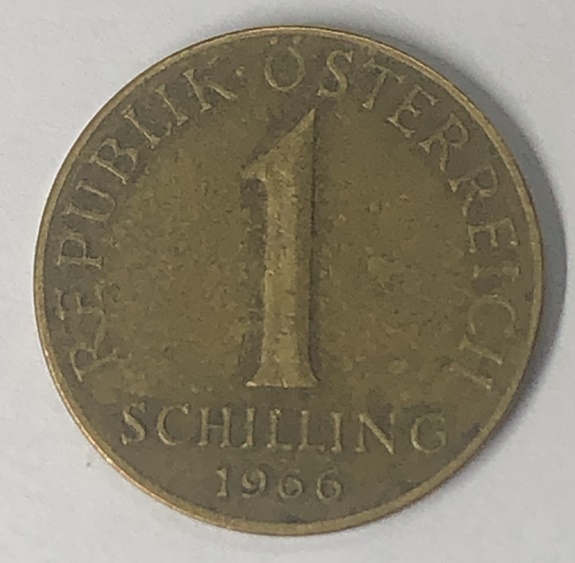 REPUBLIK · ÖSTERREICH
1
SCHILLING
1966